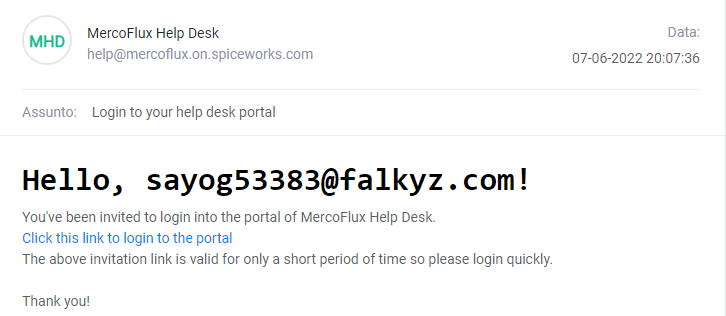 MHD
MercoFlux Help Desk
help@mercoflux.on.spiceworks.com
Data:
07-06-2022 20:07:36
Assunto: Login to your help desk portal
Hello, sayog53383@falkyz.com!
You've been invited to login into the portal of MercoFlux Help Desk.
Click this link to login to the portal
The above invitation link is valid for only a short period of time so please login quickly.
Thank you!